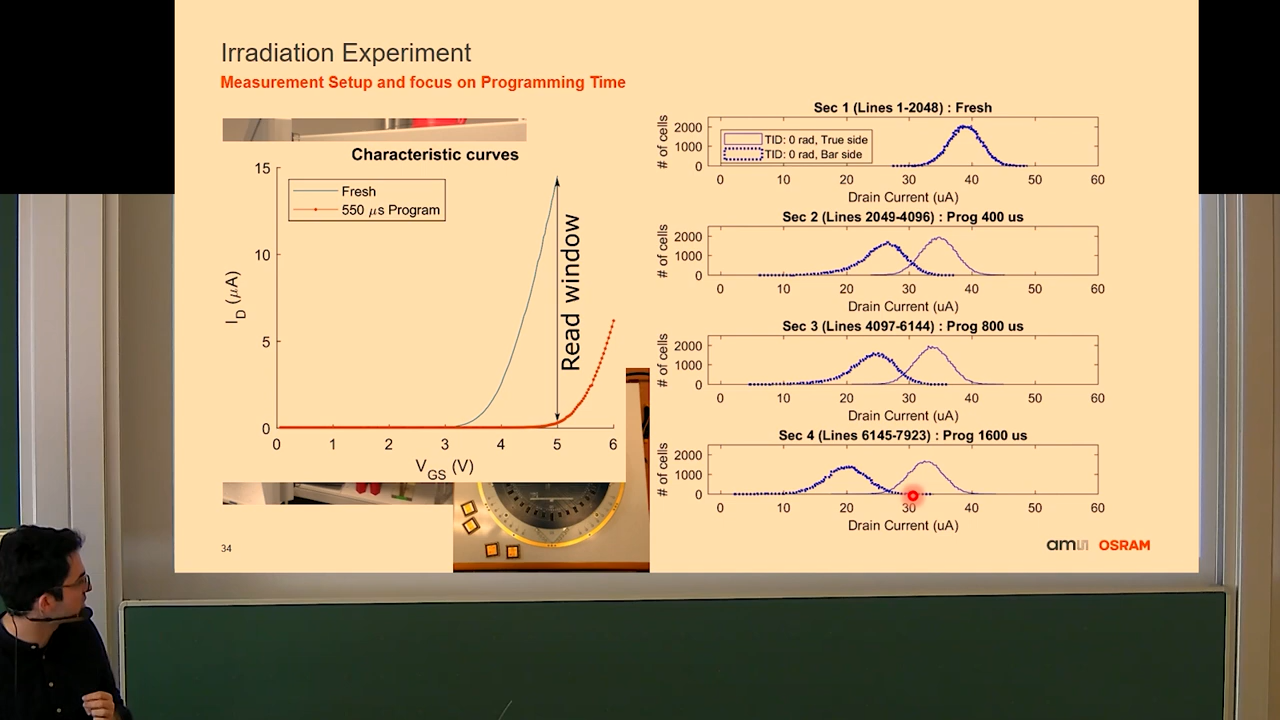 Irradiation Experiment
Measurement Setup and focus on Programming Time
Characteristic curves
15
10
5
0
0 1 2 3 4 5 6
I_D (μA)
V_GS (V)
Fresh
550 μs Program
Read window
Sec 1 (Lines 1-2048) : Fresh
# of cells
2000
1000
0
TID: 0 rad, True side
TID: 0 rad, Bar side
0 10 20 30 40 50 60
Drain Current (uA)
Sec 2 (Lines 2049-4096) : Prog 400 us
# of cells
2000
1000
0
0 10 20 30 40 50 60
Drain Current (uA)
Sec 3 (Lines 4097-6144) : Prog 800 us
# of cells
2000
1000
0
0 10 20 30 40 50 60
Drain Current (uA)
Sec 4 (Lines 6145-7923) : Prog 1600 us
# of cells
2000
1000
0
0 10 20 30 40 50 60
Drain Current (uA)
34
amu OSRAM